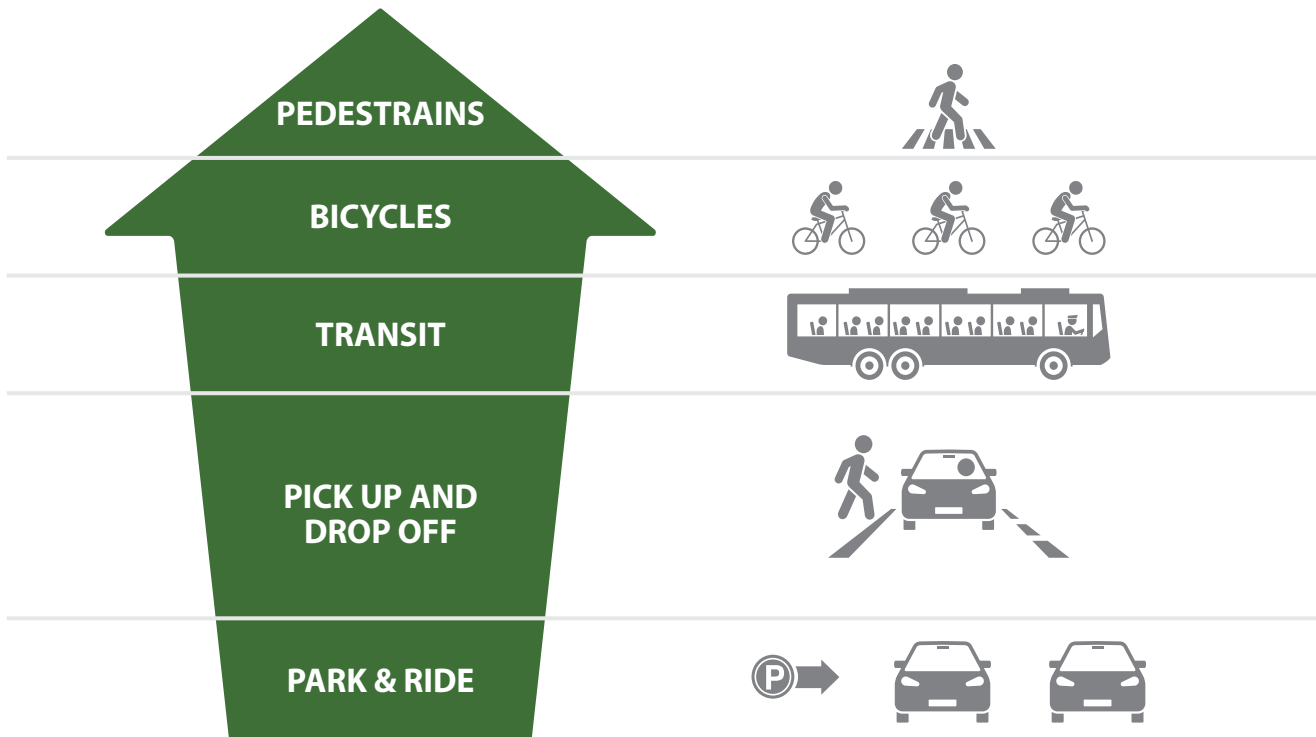 PEDESTRAINS
BICYCLES
TRANSIT
PICK UP AND
DROP OFF
PARK & RIDE
P